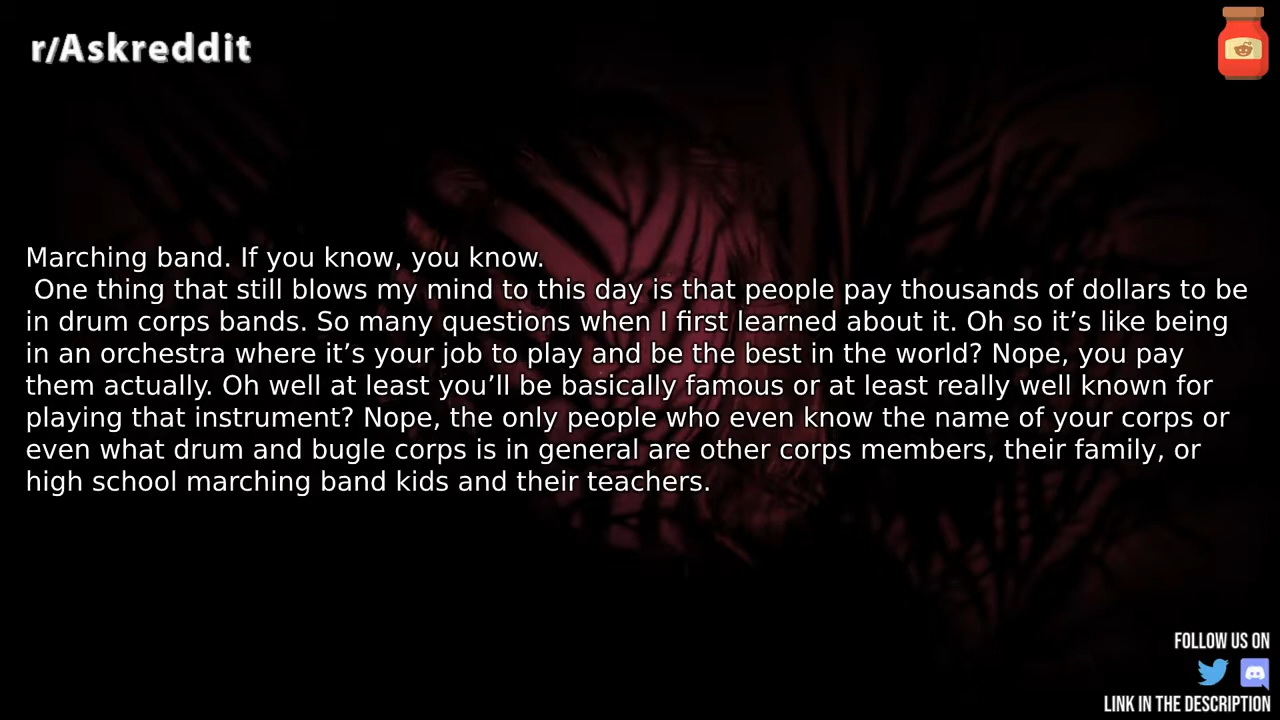 r/Askreddit
Marching band. If you know, you know.
One thing that still blows my mind to this day is that people pay thousands of dollars to be
in drum corps bands. So many questions when I first learned about it. Oh so it’s like being
in an orchestra where it’s your job to play and be the best in the world? Nope, you pay
them actually. Oh well at least you’ll be basically famous or at least really well known for
playing that instrument? Nope, the only people who even know the name of your corps or
even what drum and bugle corps is in general are other corps members, their family, or
high school marching band kids and their teachers.
FOLLOW US ON
LINK IN THE DESCRIPTION